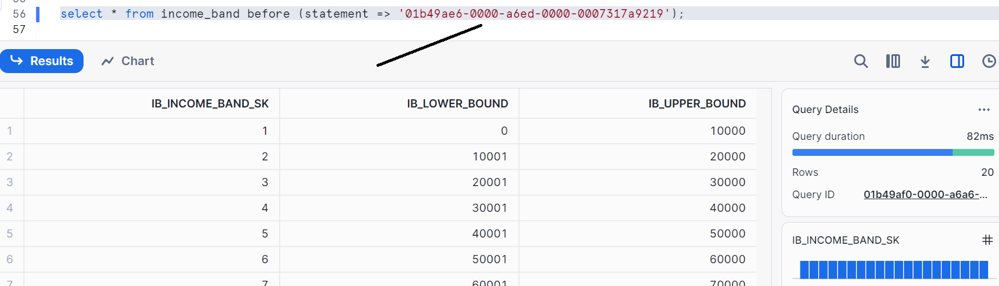 56 select * from income_band before (statement => '01b49ae6-0000-a6ed-0000-0007317a9219');
57
Results Chart
IB_INCOME_BAND_SK IB_LOWER_BOUND IB_UPPER_BOUND
1 1 0 10000
2 2 10001 20000
3 3 20001 30000
4 4 30001 40000
5 5 40001 50000
6 6 50001 60000
7 7 60001 70000
Query Details ...
Query duration 82ms
Rows 20
Query ID 01b49af0-0000-a6a6-...
IB_INCOME_BAND_SK #